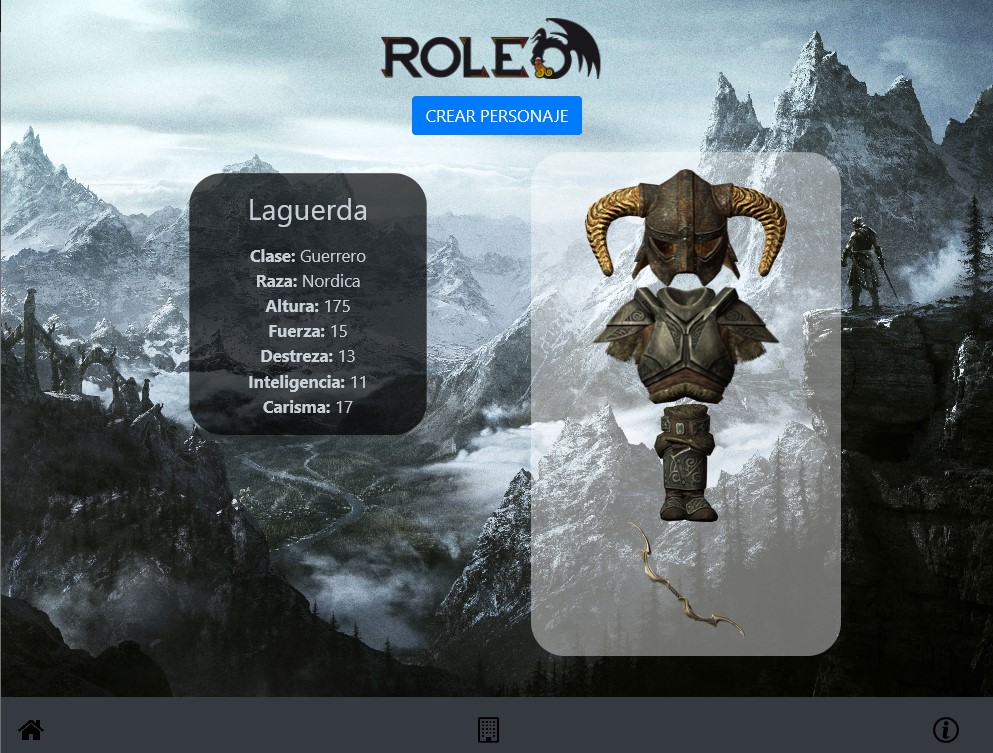 ROLEO
CREAR PERSONAJE
Laguerda
Clase: Guerrero
Raza: Nordica
Altura: 175
Fuerza: 15
Destreza: 13
Inteligencia: 11
Carisma: 17